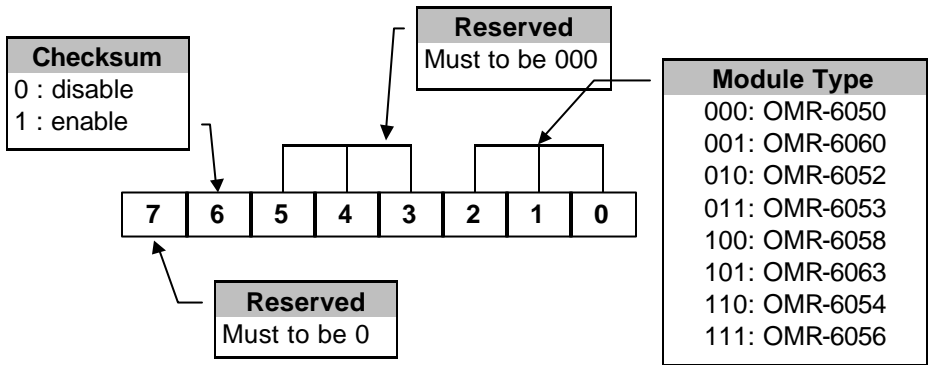 Checksum
0 : disable
1 : enable
Reserved
Must to be 000
Module Type
000: OMR-6050
001: OMR-6060
010: OMR-6052
011: OMR-6053
100: OMR-6058
101: OMR-6063
110: OMR-6054
111: OMR-6056
7 6 5 4 3 2 1 0
Reserved
Must to be 0